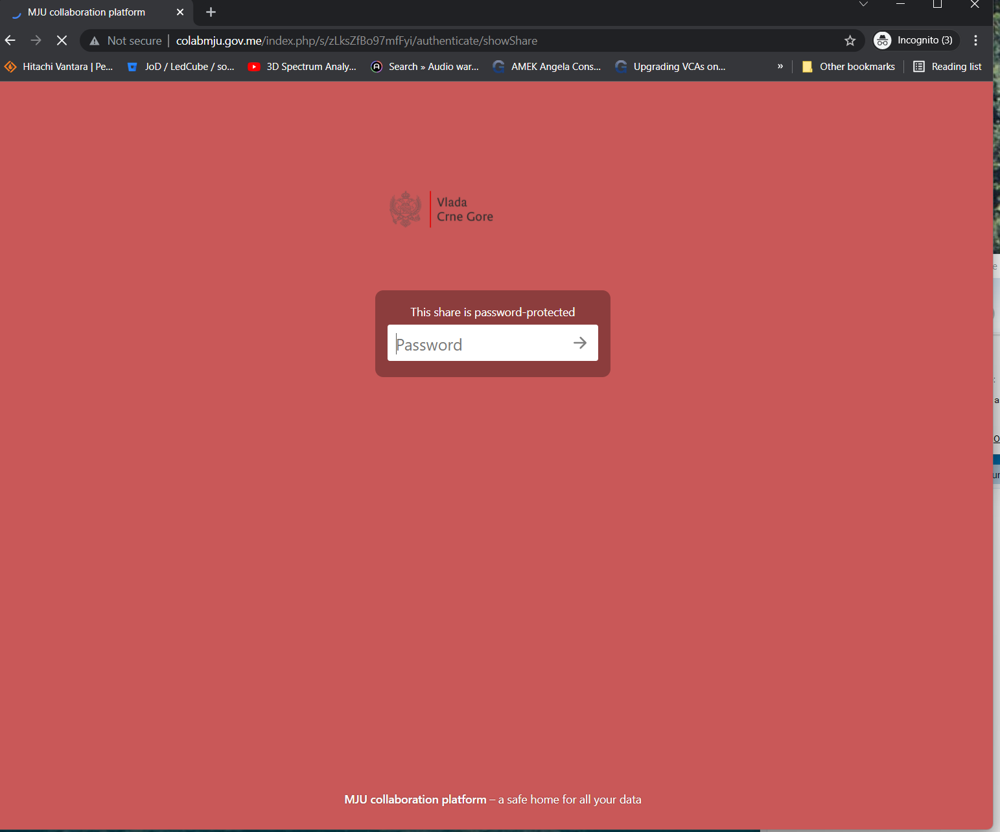 MJU collaboration platform
Not secure | colabmju.gov.me/index.php/s/zLksZfBo97mfFyi/authenticate/showShare
Incognito (3)
Hitachi Vantara | Pe...
JoD / LedCube / so...
3D Spectrum Analy...
Search » Audio war...
AMEK Angela Cons...
Upgrading VCAs on...
»
Other bookmarks
Reading list
Vlada
Crne Gore
This share is password-protected
Password
MJU collaboration platform – a safe home for all your data